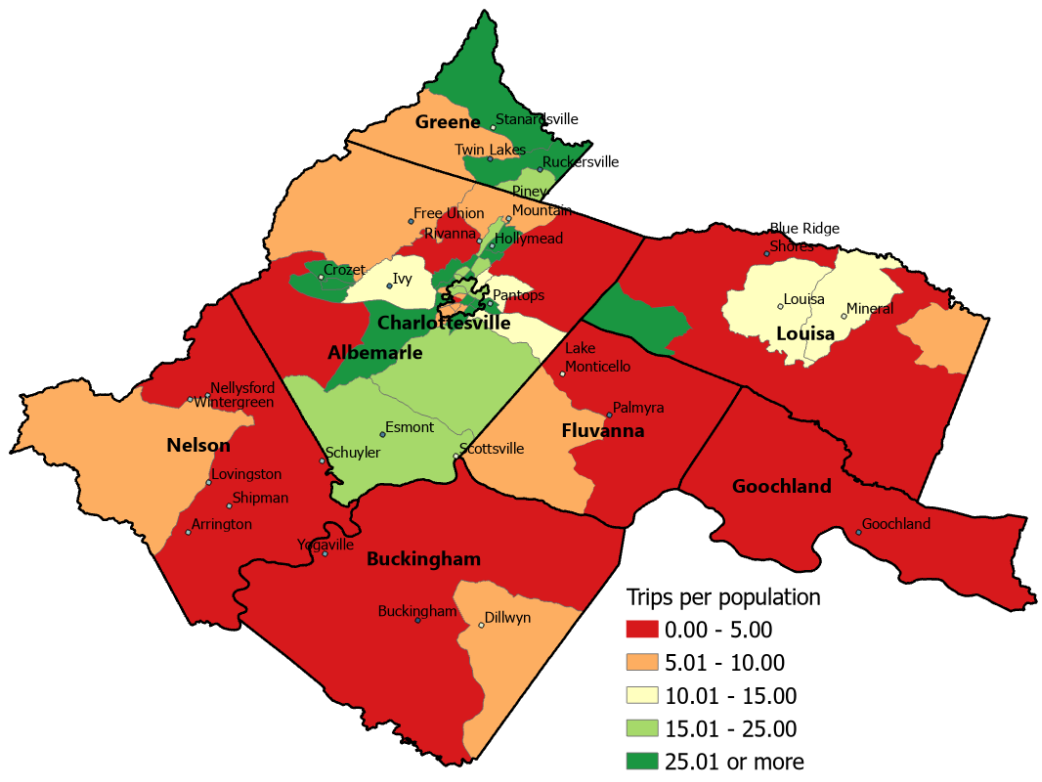 Stanardsville
Greene
Twin Lakes
Ruckersville
Piney
Mountain
Free Union
Rivanna
Hollymead
Blue Ridge
Shores
Crozet
Ivy
Pantops
Louisa
Mineral
Charlottesville
Louisa
Albemarle
Lake
Monticello
Nellysford
Wintergreen
Palmyra
Esmont
Fluvanna
Nelson
Schuyler
Scottsville
Lovingston
Goochland
Shipman
Arrington
Goochland
Yogaville
Buckingham
Buckingham
Dillwyn
Trips per population
0.00 - 5.00
5.01 - 10.00
10.01 - 15.00
15.01 - 25.00
25.01 or more